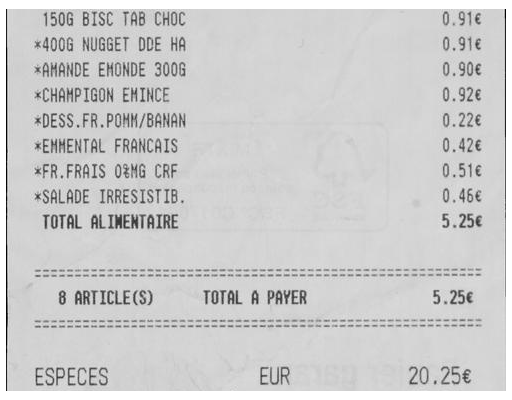 150G BISC TAB CHOC 0.91€
*400G NUGGET DDE HA 0.91€
*AMANDE EMONDE 300G 0.90€
*CHAMPIGON EMINCE 0.92€
*DESS.FR.POMM/BANAN 0.22€
*EMMENTAL FRANCAIS 0.42€
*FR.FRAIS 0%MG CRF 0.51€
*SALADE IRRESISTIB. 0.46€
TOTAL ALIMENTAIRE 5.25€
8 ARTICLE(S) TOTAL A PAYER 5.25€
ESPECES EUR 20.25€